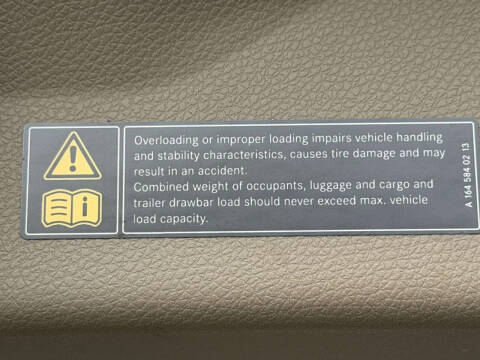 Overloading or improper loading impairs vehicle handling
and stability characteristics, causes tire damage and may
result in an accident.
Combined weight of occupants, luggage and cargo and
trailer drawbar load should never exceed max. vehicle
load capacity.
A 164 584 02 13